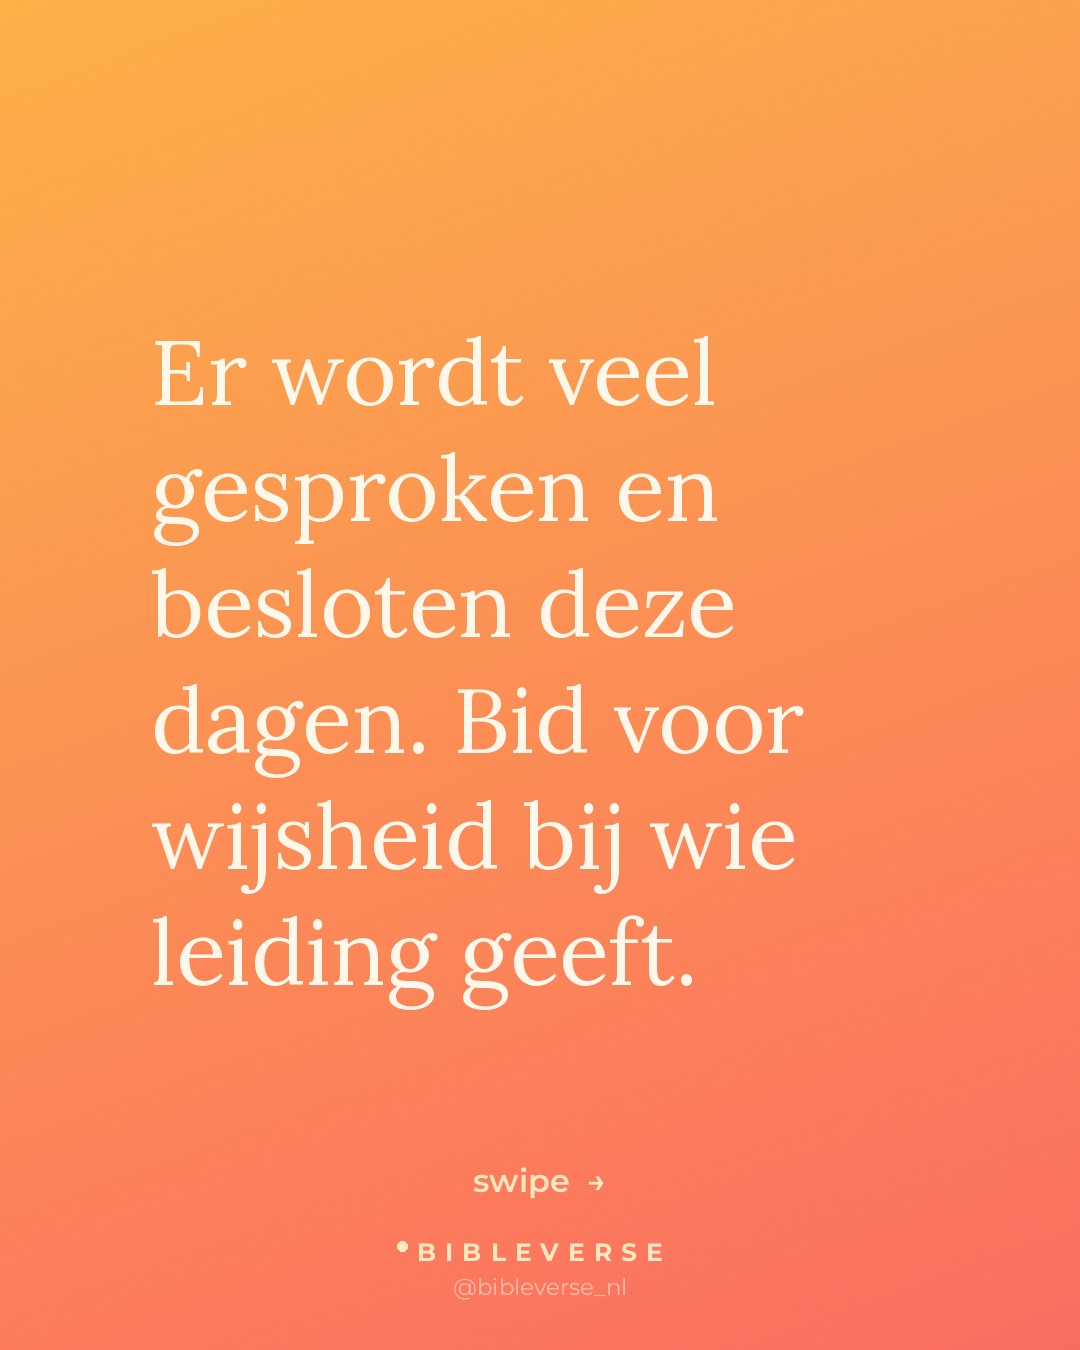 Er wordt veel
gesproken en
besloten deze
dagen. Bid voor
wijsheid bij wie
leiding geeft.
swipe →
BIBLEVERSE
@bibleverse_nl